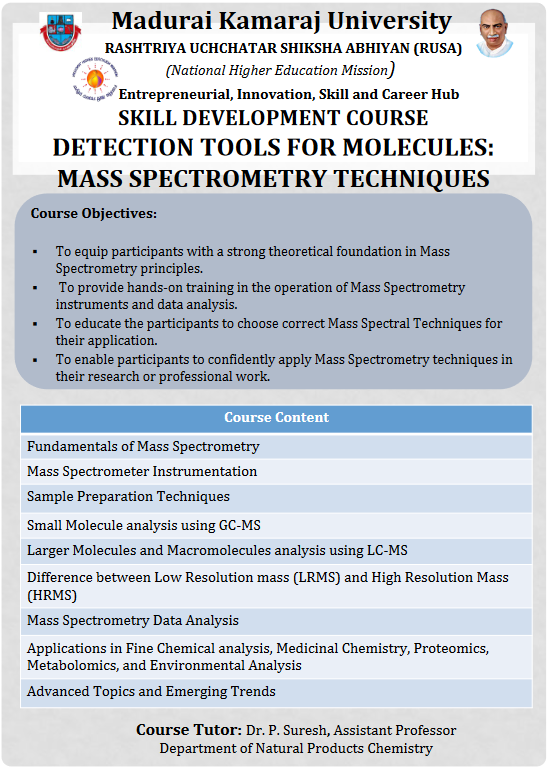 Madurai Kamaraj University
RASHTRIYA UCHCHATAR SHIKSHA ABHIYAN (RUSA)
(National Higher Education Mission)
Entrepreneurial, Innovation, Skill and Career Hub
SKILL DEVELOPMENT COURSE
DETECTION TOOLS FOR MOLECULES:
MASS SPECTROMETRY TECHNIQUES
Course Objectives:
▪ To equip participants with a strong theoretical foundation in Mass
Spectrometry principles.
▪ To provide hands-on training in the operation of Mass Spectrometry
instruments and data analysis.
▪ To educate the participants to choose correct Mass Spectral Techniques for
their application.
▪ To enable participants to confidently apply Mass Spectrometry techniques in
their research or professional work.
Course Content
Fundamentals of Mass Spectrometry
Mass Spectrometer Instrumentation
Sample Preparation Techniques
Small Molecule analysis using GC-MS
Larger Molecules and Macromolecules analysis using LC-MS
Difference between Low Resolution mass (LRMS) and High Resolution Mass
(HRMS)
Mass Spectrometry Data Analysis
Applications in Fine Chemical analysis, Medicinal Chemistry, Proteomics,
Metabolomics, and Environmental Analysis
Advanced Topics and Emerging Trends
Course Tutor: Dr. P. Suresh, Assistant Professor
Department of Natural Products Chemistry